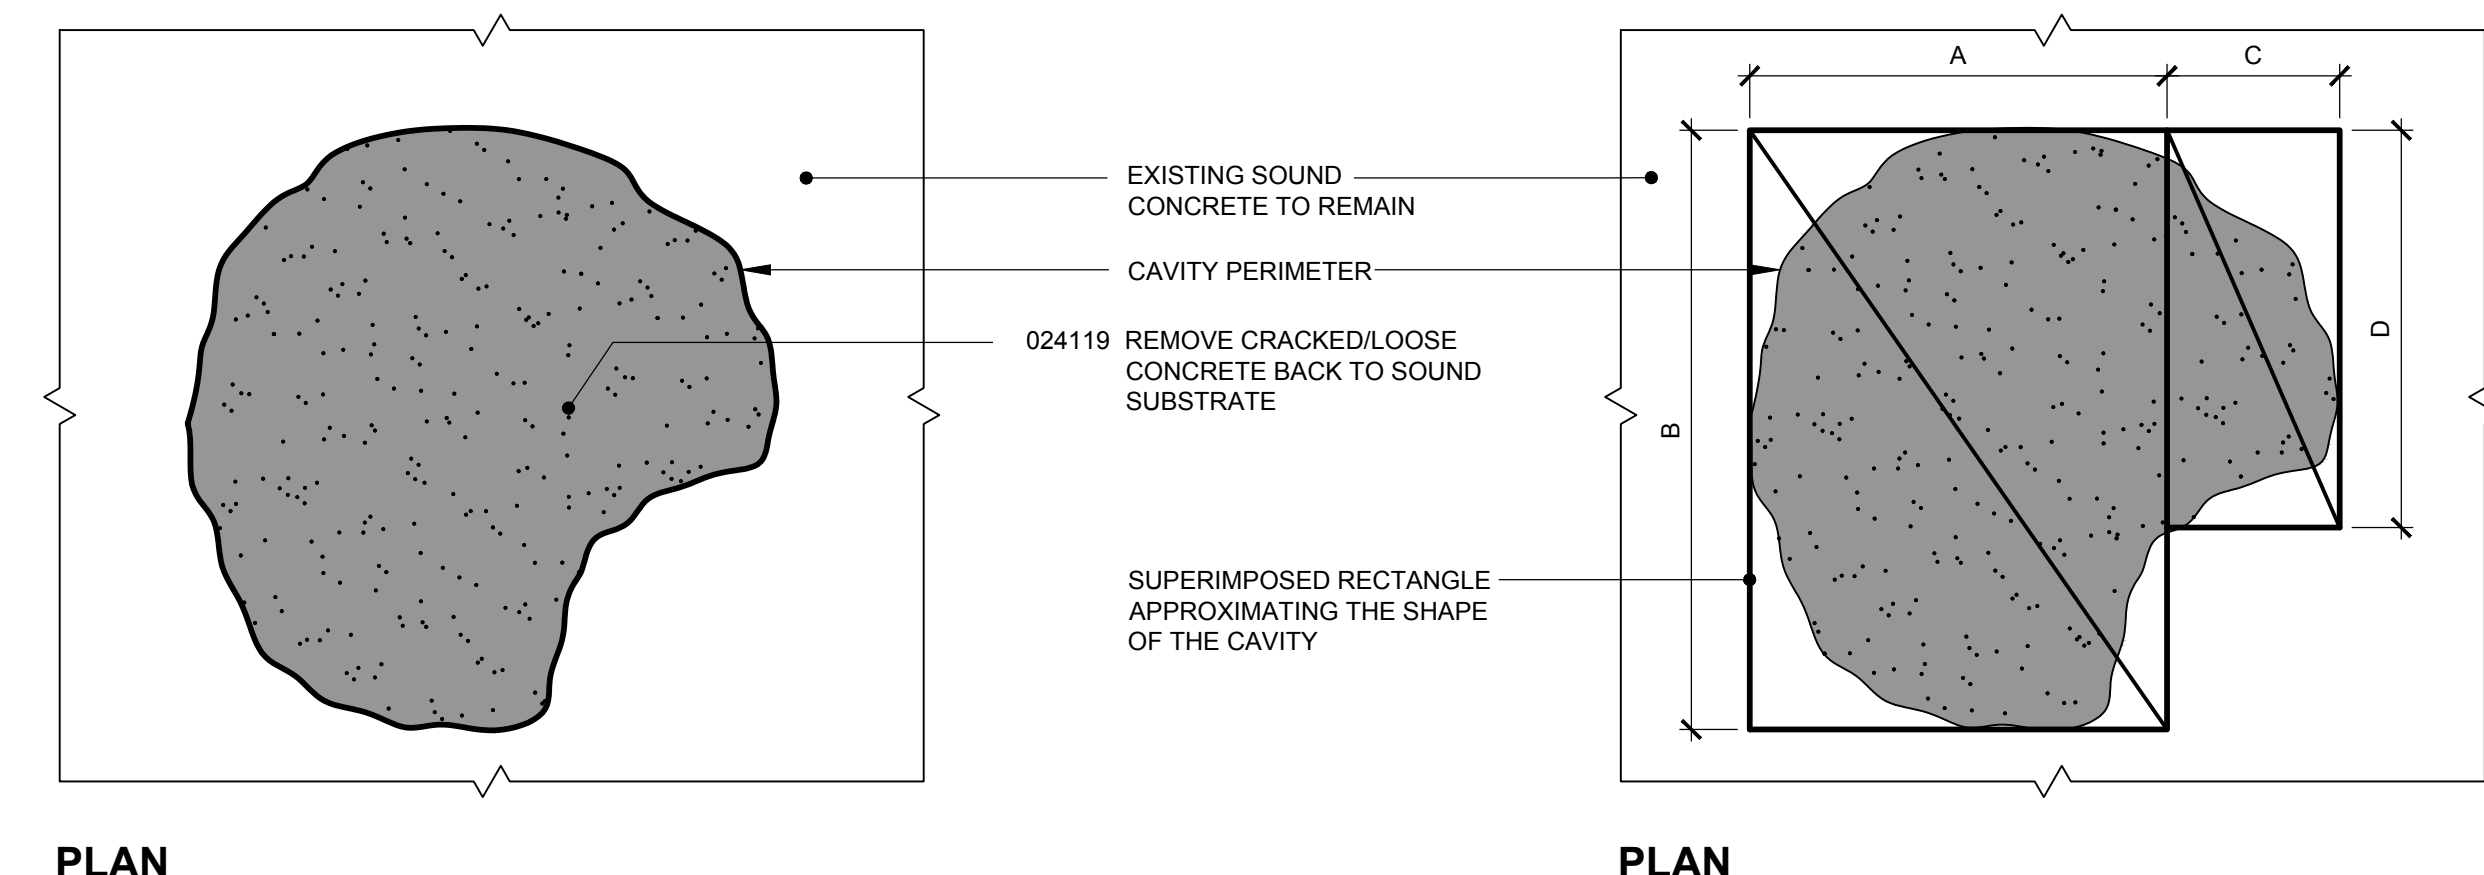 A
C
EXISTING SOUND
CONCRETE TO REMAIN
CAVITY PERIMETER
024119 REMOVE CRACKED/LOOSE
CONCRETE BACK TO SOUND
SUBSTRATE
D
B
SUPERIMPOSED RECTANGLE
APPROXIMATING THE SHAPE
OF THE CAVITY
PLAN
PLAN